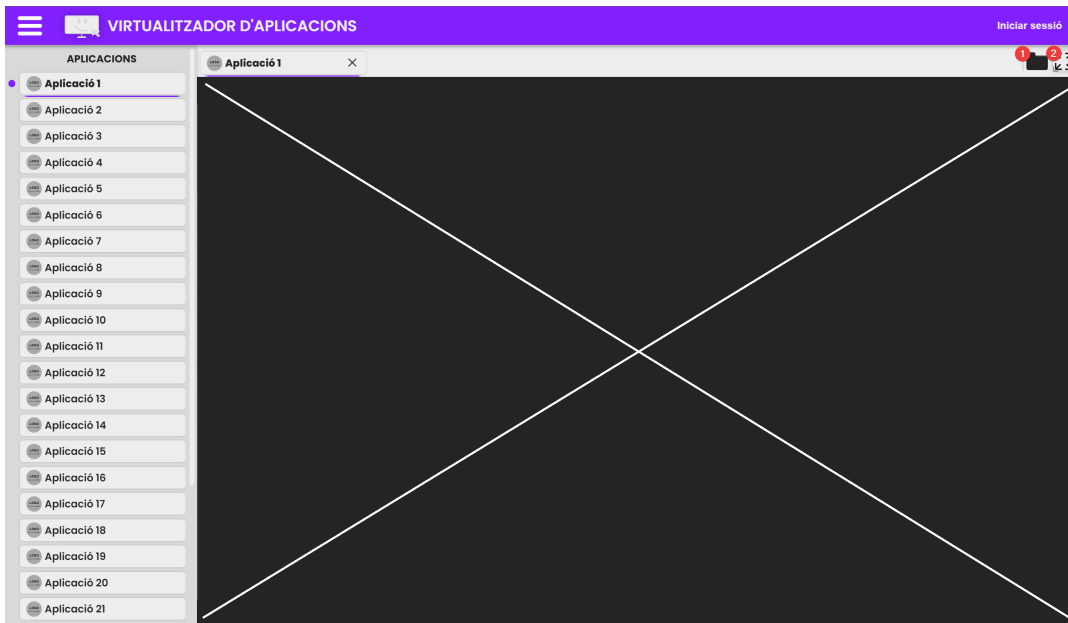 VIRTUALITZADOR D'APLICACIONS
Iniciar sessió
APLICACIONS
Aplicació 1
1
2
Aplicació 1
Aplicació 2
Aplicació 3
Aplicació 4
Aplicació 5
Aplicació 6
Aplicació 7
Aplicació 8
Aplicació 9
Aplicació 10
Aplicació 11
Aplicació 12
Aplicació 13
Aplicació 14
Aplicació 15
Aplicació 16
Aplicació 17
Aplicació 18
Aplicació 19
Aplicació 20
Aplicació 21